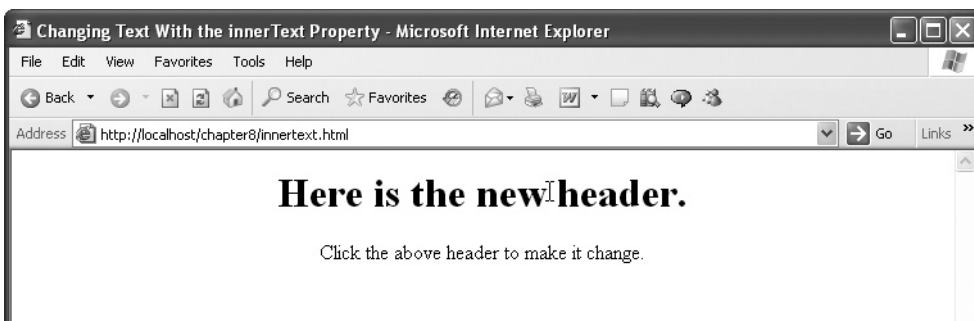 Changing Text With the innerText Property - Microsoft Internet Explorer
File Edit View Favorites Tools Help
Back Search Favorites
Address http://localhost/chapter8/innertext.html Go Links »
Here is the new header.
Click the above header to make it change.